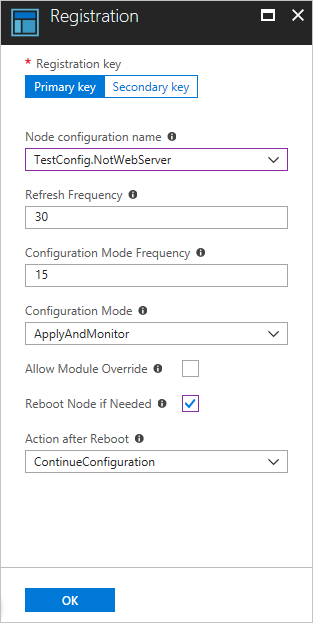 Registration
* Registration key
Primary key Secondary key
Node configuration name
TestConfig.NotWebServer
Refresh Frequency
30
Configuration Mode Frequency
15
Configuration Mode
ApplyAndMonitor
Allow Module Override
Reboot Node if Needed
Action after Reboot
ContinueConfiguration
OK